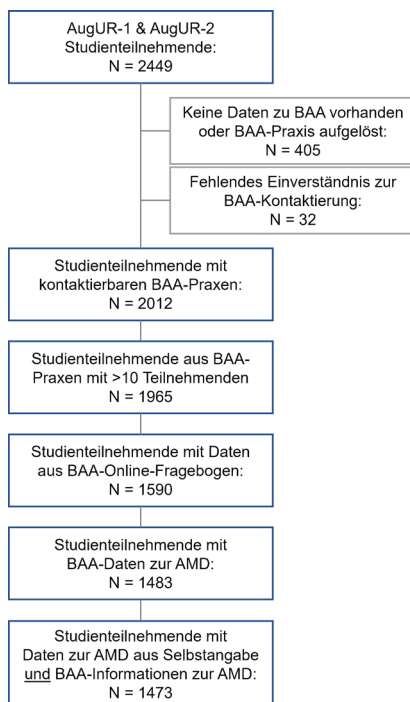 AugUR-1 & AugUR-2
Studienteilnehmende:
N = 2449
Keine Daten zu BAA vorhanden
oder BAA-Praxis aufgelöst:
N = 405
Fehlendes Einverständnis zur
BAA-Kontaktierung:
N = 32
Studienteilnehmende mit
kontaktierbaren BAA-Praxen:
N = 2012
Studienteilnehmende aus BAA-
Praxen mit >10 Teilnehmenden
N = 1965
Studienteilnehmende mit Daten
aus BAA-Online-Fragebogen:
N = 1590
Studienteilnehmende mit
BAA-Daten zur AMD:
N = 1483
Studienteilnehmende mit
Daten zur AMD aus Selbstangabe
und BAA-Informationen zur AMD:
N = 1473